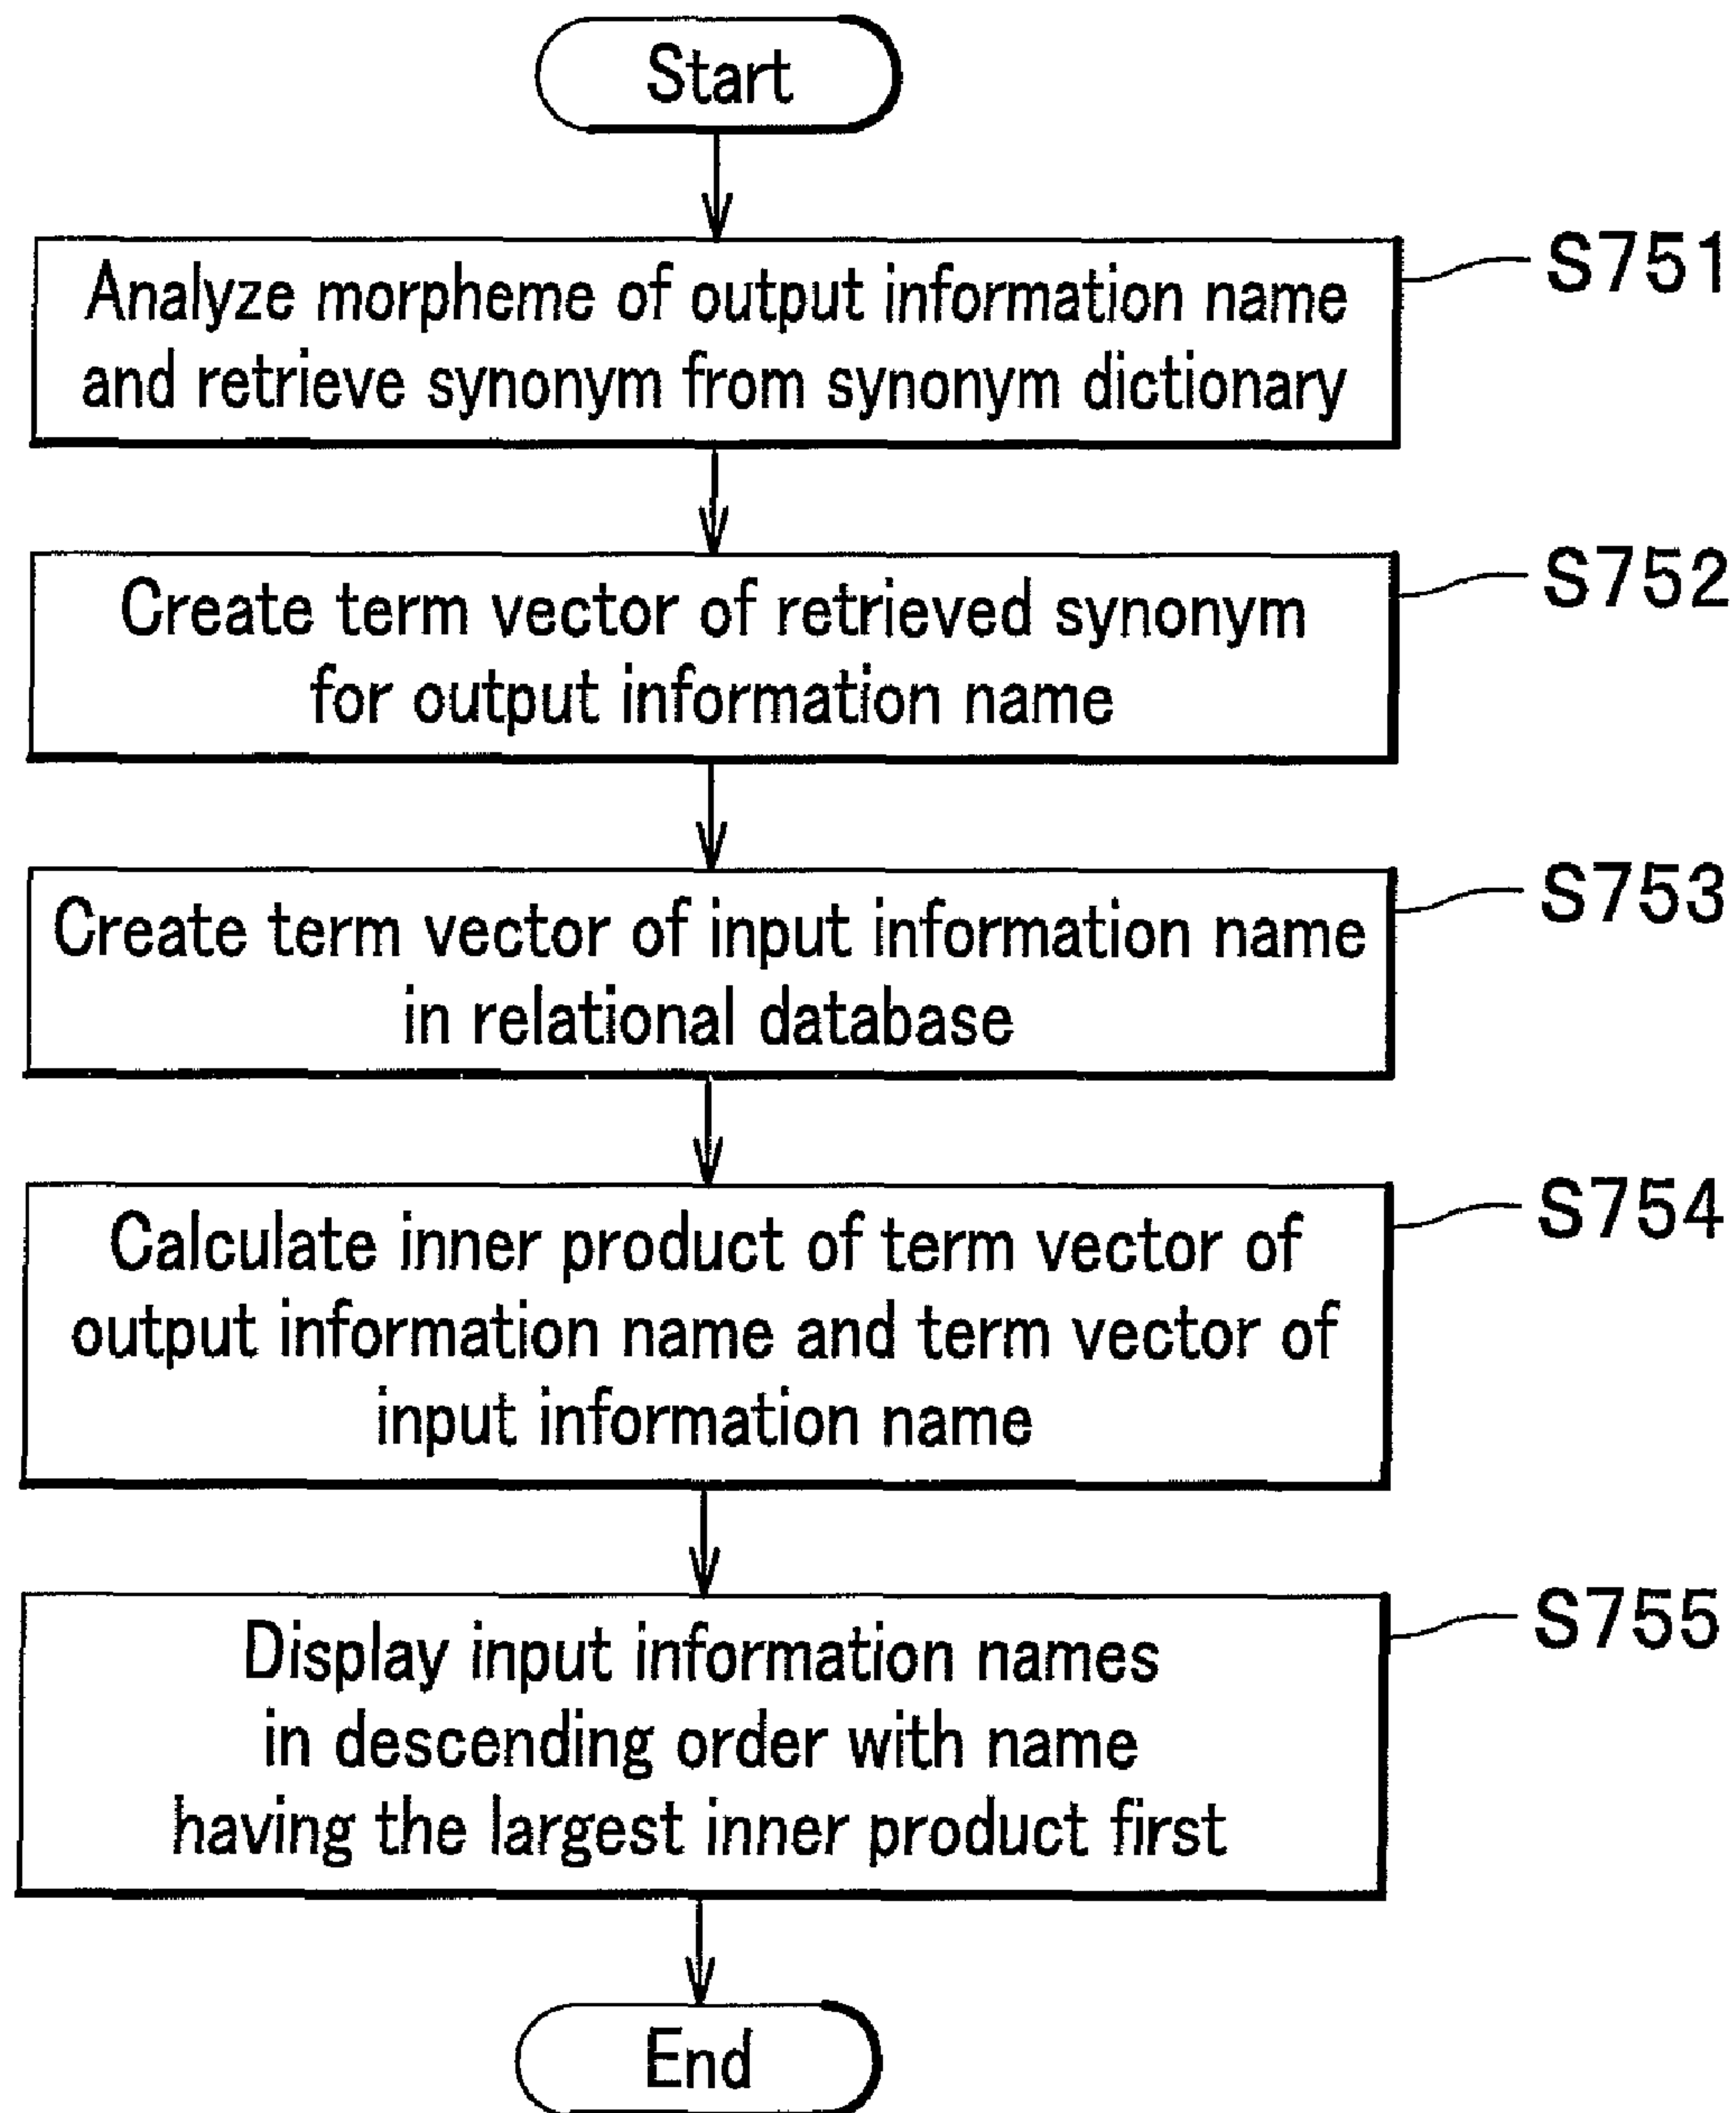 Start
Analyze morpheme of output information name
and retrieve synonym from synonym dictionary
S751
Create term vector of retrieved synonym
for output information name
S752
Create term vector of input information name
in relational database
S753
Calculate inner product of term vector of
output information name and term vector of
input information name
S754
Display input information names
in descending order with name
having the largest inner product first
S755
End